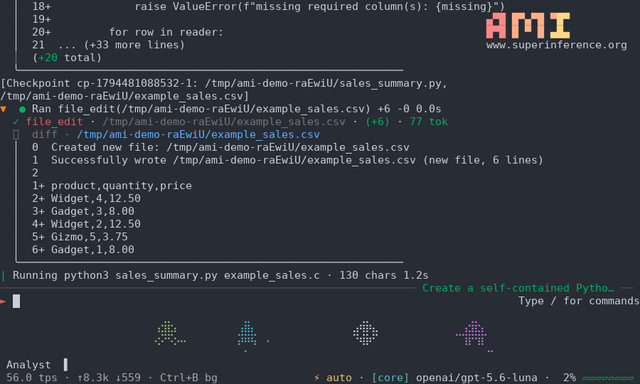 18+             raise ValueError(f"missing required column(s): {missing}")
19+
20+         for row in reader:
21  ... (+33 more lines)
(+20 total)
AMI
www.superinference.org
[Checkpoint cp-1794481088532-1: /tmp/ami-demo-raEwiU/sales_summary.py,
/tmp/ami-demo-raEwiU/example_sales.csv]
▼ ● Ran file_edit(/tmp/ami-demo-raEwiU/example_sales.csv) +6 -0 0.0s
✓ file_edit · /tmp/ami-demo-raEwiU/example_sales.csv · (+6) · 77 tok
diff · /tmp/ami-demo-raEwiU/example_sales.csv
0  Created new file: /tmp/ami-demo-raEwiU/example_sales.csv
1  Successfully wrote /tmp/ami-demo-raEwiU/example_sales.csv (new file, 6 lines)
2
1+ product,quantity,price
2+ Widget,4,12.50
3+ Gadget,3,8.00
4+ Widget,2,12.50
5+ Gizmo,5,3.75
6+ Gadget,1,8.00
Running python3 sales_summary.py example_sales.c · 130 chars 1.2s
Create a self-contained Pytho…
Type / for commands
Analyst
56.0 tps · ↑8.3k ↓559 · Ctrl+B bg
⚡ auto · [core] openai/gpt-5.6-luna · 2%